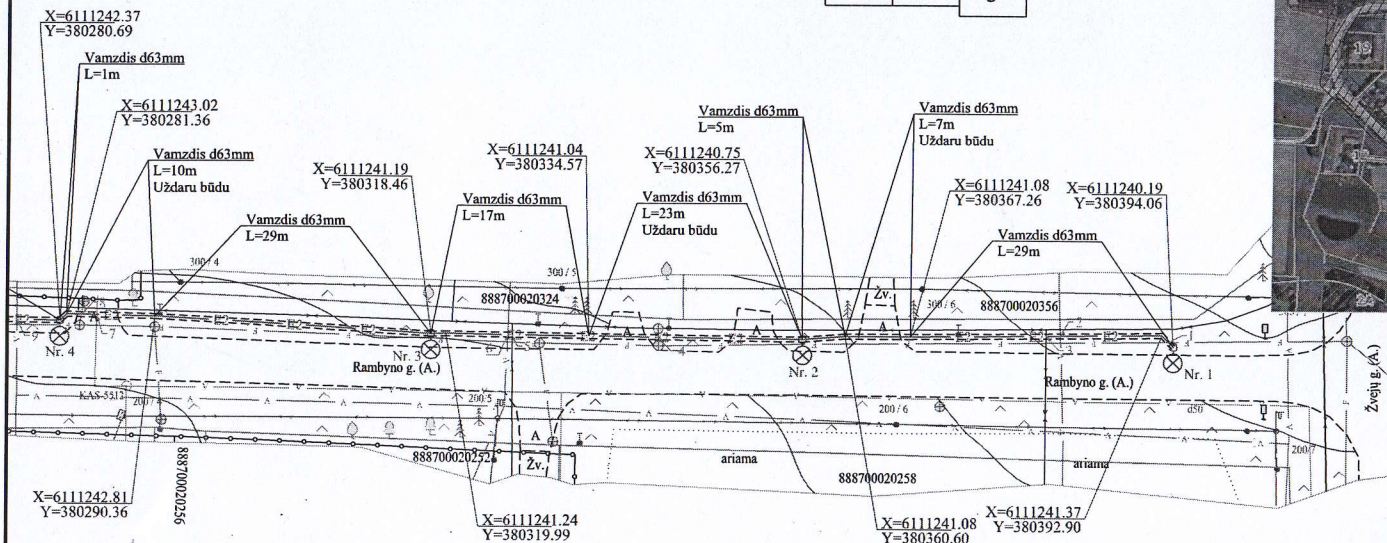 X=6111242.37
Y=380280.69
Vamzdis d63mm
L=1m
X=6111243.02
Y=380281.36
Vamzdis d63mm
L=10m
Uždaru būdu
Vamzdis d63mm
L=29m
X=6111241.19
Y=380318.46
Vamzdis d63mm
L=17m
X=6111241.04
Y=380334.57
Vamzdis d63mm
L=23m
Uždaru būdu
X=6111240.75
Y=380356.27
Vamzdis d63mm
L=5m
Vamzdis d63mm
L=7m
Uždaru būdu
X=6111241.08
Y=380367.26
Vamzdis d63mm
L=29m
X=6111240.19
Y=380394.06
300 / 4
300 / 5
888700020324
Žv.
300 / 6
888700020356
A
A
A
Nr. 4
Nr. 3
Rambyno g. (A.)
Nr. 2
Rambyno g. (A.)
Nr. 1
Žvejų g. (A.)
KAS-5512
200 / 4
200 / 5
200 / 6
d50
200/7
A
Žv.
888700020252
888700020256
ariama
888700020258
ariama
X=6111242.81
Y=380290.36
X=6111241.24
Y=380319.99
X=6111241.08
Y=380360.60
X=6111241.37
Y=380392.90